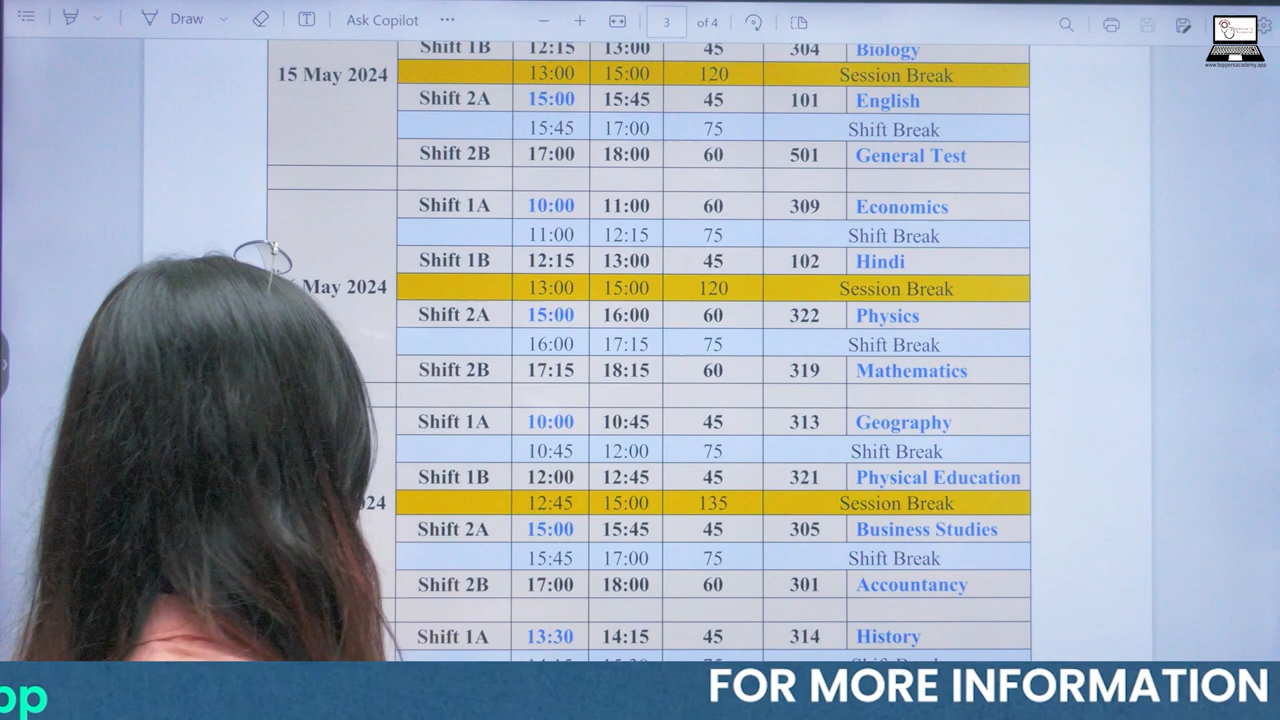 Draw
Ask Copilot
3 of 4
www.toppersacademy.app
Shift 1B 12:15 13:00 45 304 Biology
15 May 2024
13:00 15:00 120 Session Break
Shift 2A 15:00 15:45 45 101 English
15:45 17:00 75 Shift Break
Shift 2B 17:00 18:00 60 501 General Test
Shift 1A 10:00 11:00 60 309 Economics
11:00 12:15 75 Shift Break
Shift 1B 12:15 13:00 45 102 Hindi
May 2024
13:00 15:00 120 Session Break
Shift 2A 15:00 16:00 60 322 Physics
16:00 17:15 75 Shift Break
Shift 2B 17:15 18:15 60 319 Mathematics
Shift 1A 10:00 10:45 45 313 Geography
10:45 12:00 75 Shift Break
Shift 1B 12:00 12:45 45 321 Physical Education
24 12:45 15:00 135 Session Break
Shift 2A 15:00 15:45 45 305 Business Studies
15:45 17:00 75 Shift Break
Shift 2B 17:00 18:00 60 301 Accountancy
Shift 1A 13:30 14:15 45 314 History
pp
FOR MORE INFORMATION